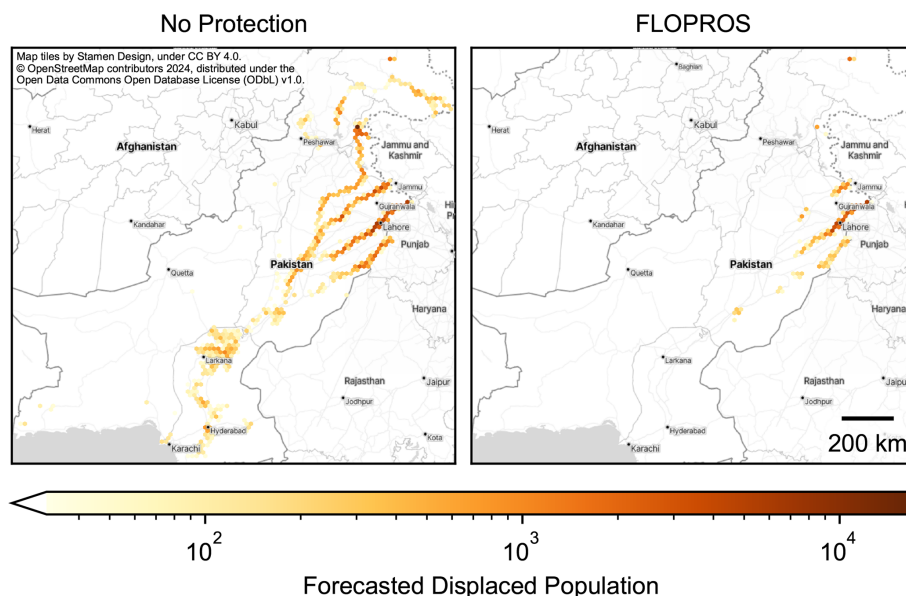 No Protection
FLOPROS
Map tiles by Stamen Design, under CC BY 4.0.
© OpenStreetMap contributors 2024, distributed under the
Open Data Commons Open Database License (ODbL) v1.0.
Herat
Kabul
Afghanistan
Peshawar
Jammu and
Kashmir
Jammu
Gujranwala
Lahore
Kandahar
Punjab
Pakistan
Quetta
Haryana
Larkana
Rajasthan
Jaipur
Jodhpur
Hyderabad
Karachi
Kota
Baghlan
Herat
Kabul
Afghanistan
Peshawar
Jammu and
Kashmir
Jammu
Gujranwala
Lahore
Kandahar
Punjab
Pakistan
Quetta
Haryana
Larkana
Rajasthan
Jaipur
Jodhpur
Hyderabad
Karachi
200 km
10² 10³ 10⁴
Forecasted Displaced Population